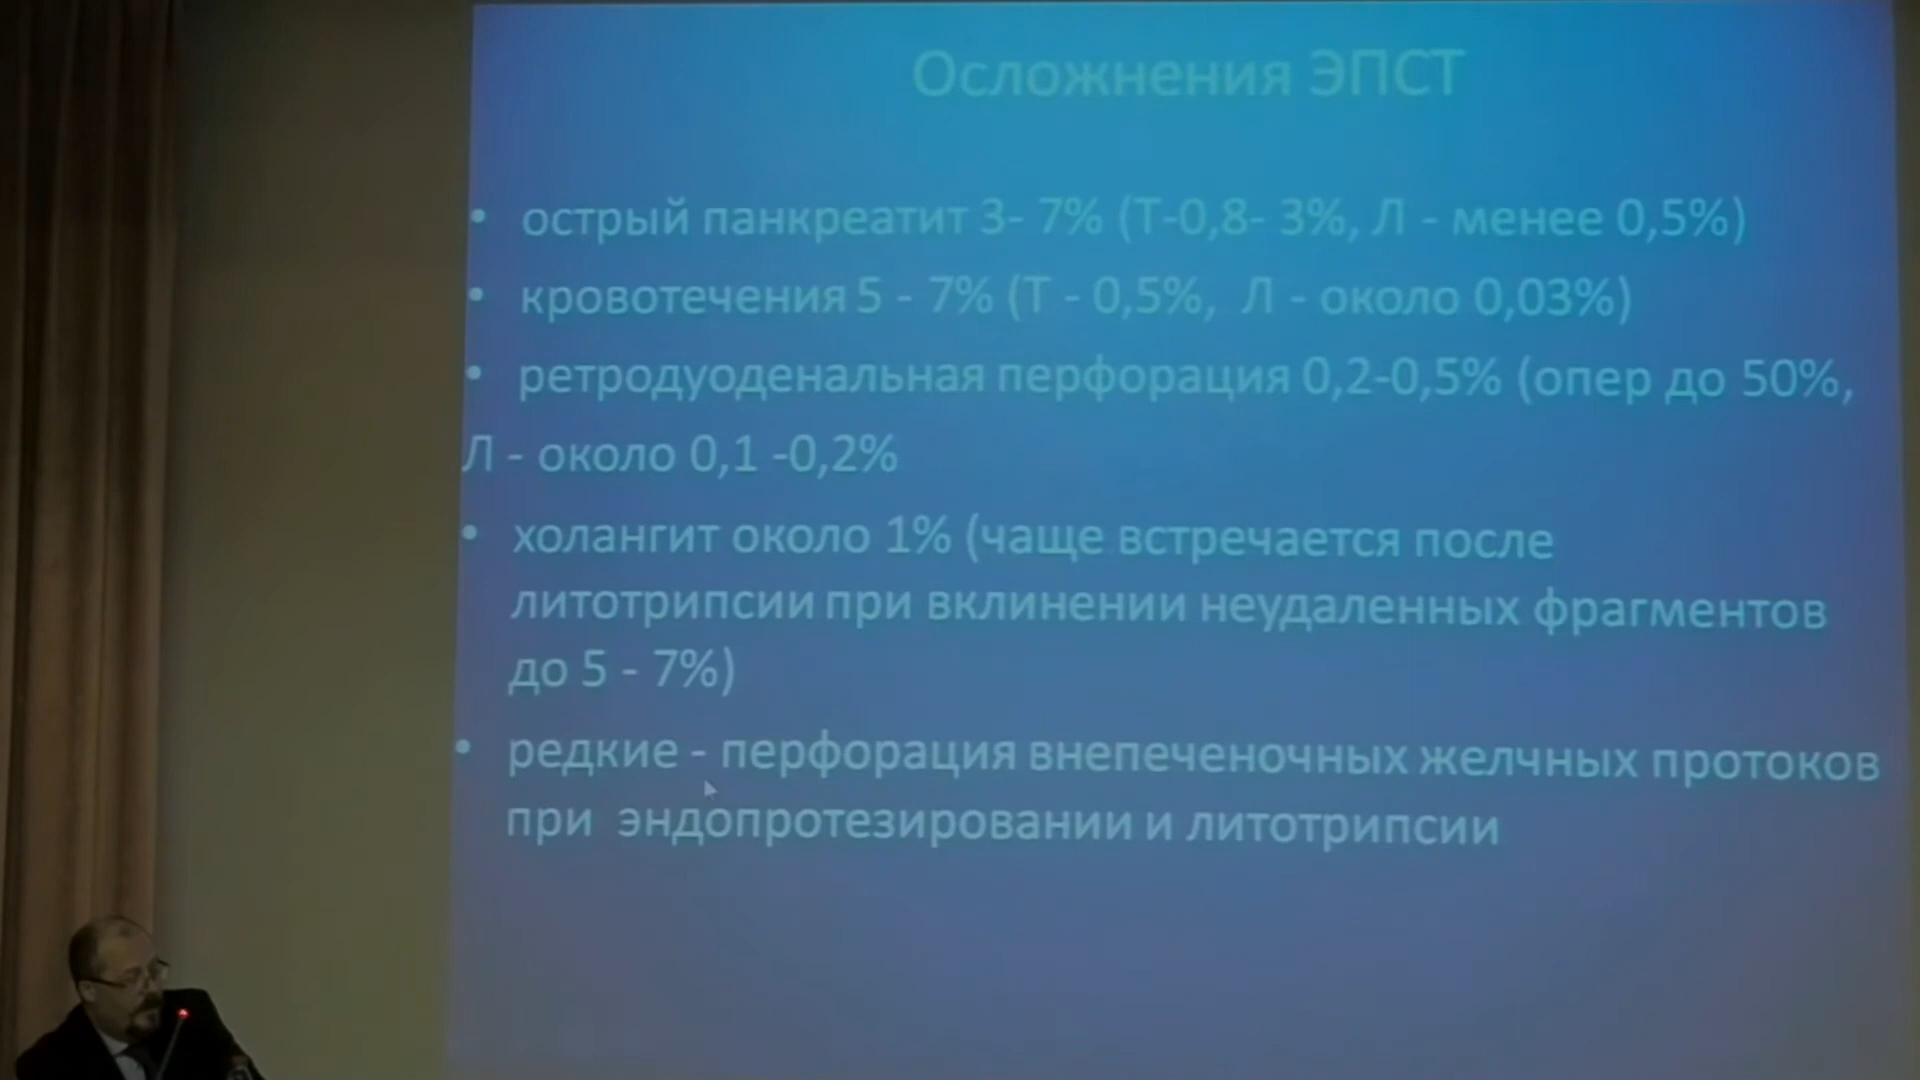 Осложнения ЭПСТ
• острый панкреатит 3- 7% (Т-0,8- 3%, Л - менее 0,5%)
• кровотечения 5 - 7% (Т - 0,5%, Л - около 0,03%)
• ретродуоденальная перфорация 0,2-0,5% (опер до 50%,
Л - около 0,1 -0,2%
• холангит около 1% (чаще встречается после
литотрипсии при вклинении неудаленных фрагментов
до 5 - 7%)
• редкие - перфорация внепеченочных желчных протоков
при эндопротезировании и литотрипсии